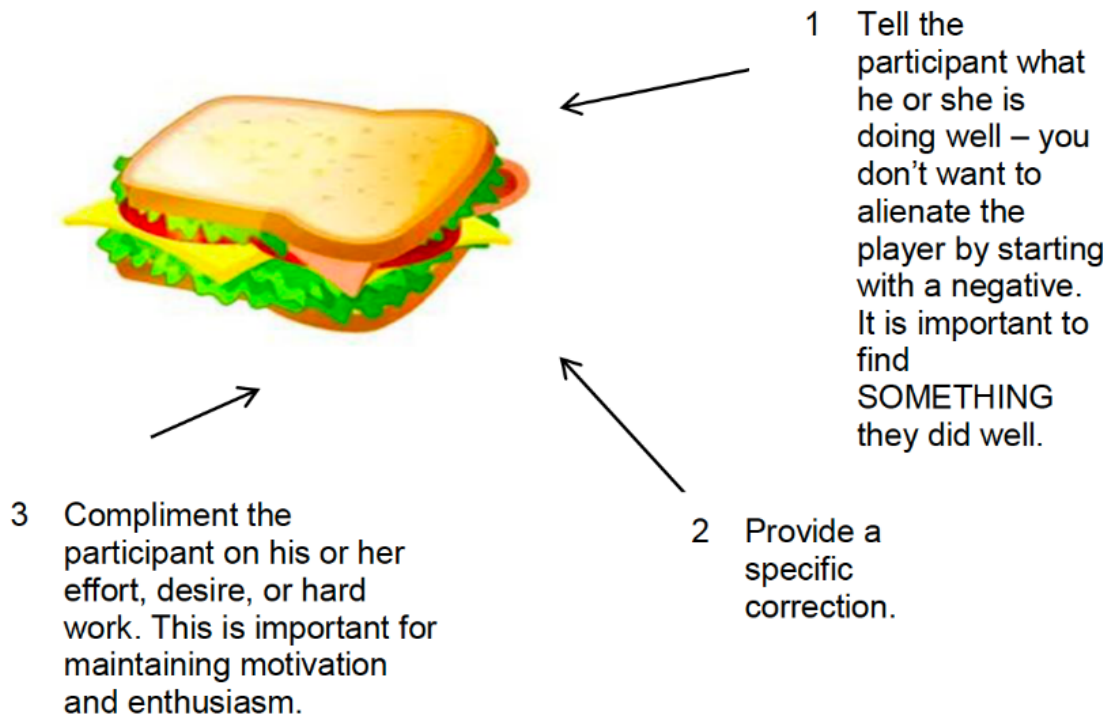 1 Tell the
participant what
he or she is
doing well – you
don’t want to
alienate the
player by starting
with a negative.
It is important to
find
SOMETHING
they did well.
2 Provide a
specific
correction.
3 Compliment the
participant on his or her
effort, desire, or hard
work. This is important for
maintaining motivation
and enthusiasm.